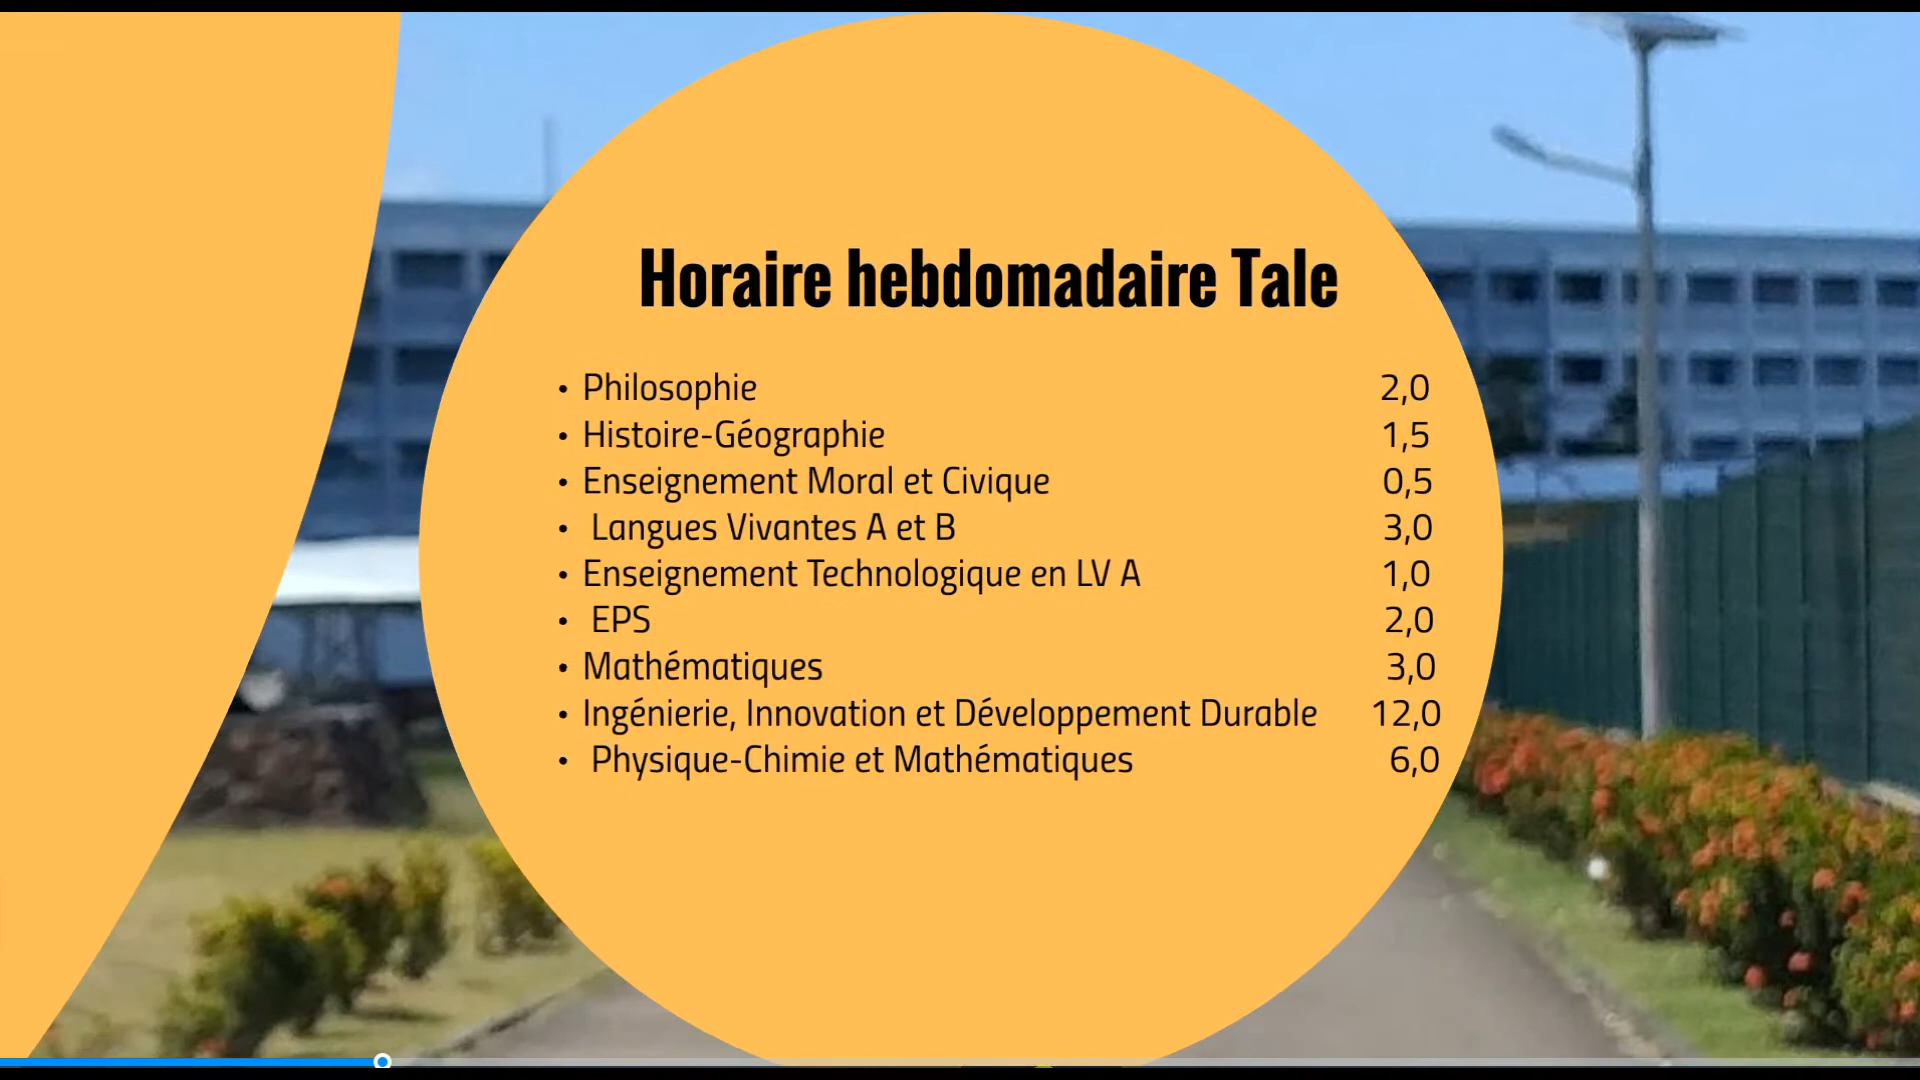 Horaire hebdomadaire Tale
• Philosophie 2,0
• Histoire-Géographie 1,5
• Enseignement Moral et Civique 0,5
• Langues Vivantes A et B 3,0
• Enseignement Technologique en LV A 1,0
• EPS 2,0
• Mathématiques 3,0
• Ingénierie, Innovation et Développement Durable 12,0
• Physique-Chimie et Mathématiques 6,0